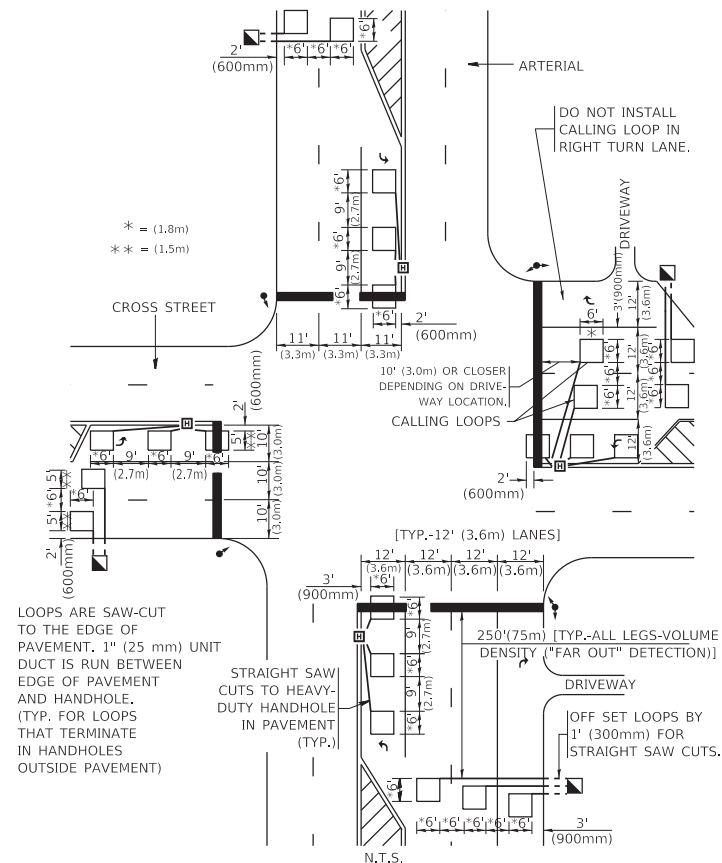 *6'
2'
(600mm)
*6' *6' *6'
ARTERIAL
DO NOT INSTALL
CALLING LOOP IN
RIGHT TURN LANE.
* = (1.8m)
** = (1.5m)
*6'
9'
(2.7m)
*6'
9'
(2.7m)
*6'
H
*6'
2'
(600mm)
11' 11' 11'
(3.3m) (3.3m) (3.3m)
DRIVEWAY
3'(900mm)
12'
(3.6m)
6'
*
12'
(3.6m)
*6'
*6'
*6'
*6'
*6'
*6'
12'
(3.6m)
12'
(3.6m)
CROSS STREET
10' (3.0m) OR CLOSER
DEPENDING ON DRIVE-
WAY LOCATION.
CALLING LOOPS
H
2'
(600mm)
2'
(600mm)
H
5'
**
10'
(3.0m)
10'
(3.0m)
10'
(3.0m)
*6' 9' *6' 9' *6'
(2.7m) (2.7m)
5'
**
*6'
*6'
5'
**
2'
(600mm)
[TYP.-12' (3.6m) LANES]
12' 12' 12' 12'
(3.6m) (3.6m) (3.6m) (3.6m)
3'
(900mm)
*6'
*6'
9'
(2.7m)
*6'
9'
(2.7m)
*6'
H
LOOPS ARE SAW-CUT
TO THE EDGE OF
PAVEMENT. 1" (25 mm) UNIT
DUCT IS RUN BETWEEN
EDGE OF PAVEMENT
AND HANDHOLE.
(TYP. FOR LOOPS
THAT TERMINATE
IN HANDHOLES
OUTSIDE PAVEMENT)
STRAIGHT SAW
CUTS TO HEAVY-
DUTY HANDHOLE
IN PAVEMENT
(TYP.)
250'(75m) [TYP.-ALL LEGS-VOLUME
DENSITY ("FAR OUT" DETECTION)]
DRIVEWAY
OFF SET LOOPS BY
1' (300mm) FOR
STRAIGHT SAW CUTS.
*6'
*6' *6' *6' *6' *6'
3'
(900mm)
N.T.S.